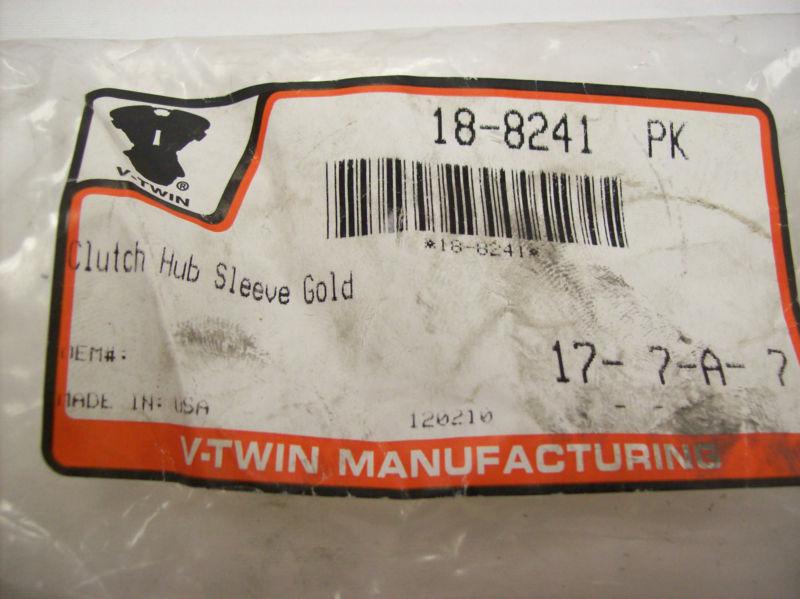 18-8241 PK
V-TWIN®
*18-8241*
Clutch Hub Sleeve Gold
OEM#:
17- 7-A- 7
MADE IN: USA
- -
120210
V-TWIN MANUFACTURING